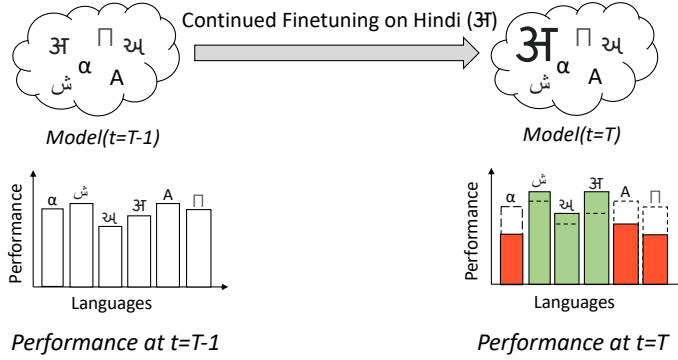 Continued Finetuning on Hindi (अ)
अ ∏ અ
α
ش A
अ ∏ અ
α
ش A
Model(t=T-1)
Model(t=T)
Performance
α ش અ अ A ∏
Languages
Performance
α ش અ अ A ∏
Languages
Performance at t=T-1
Performance at t=T